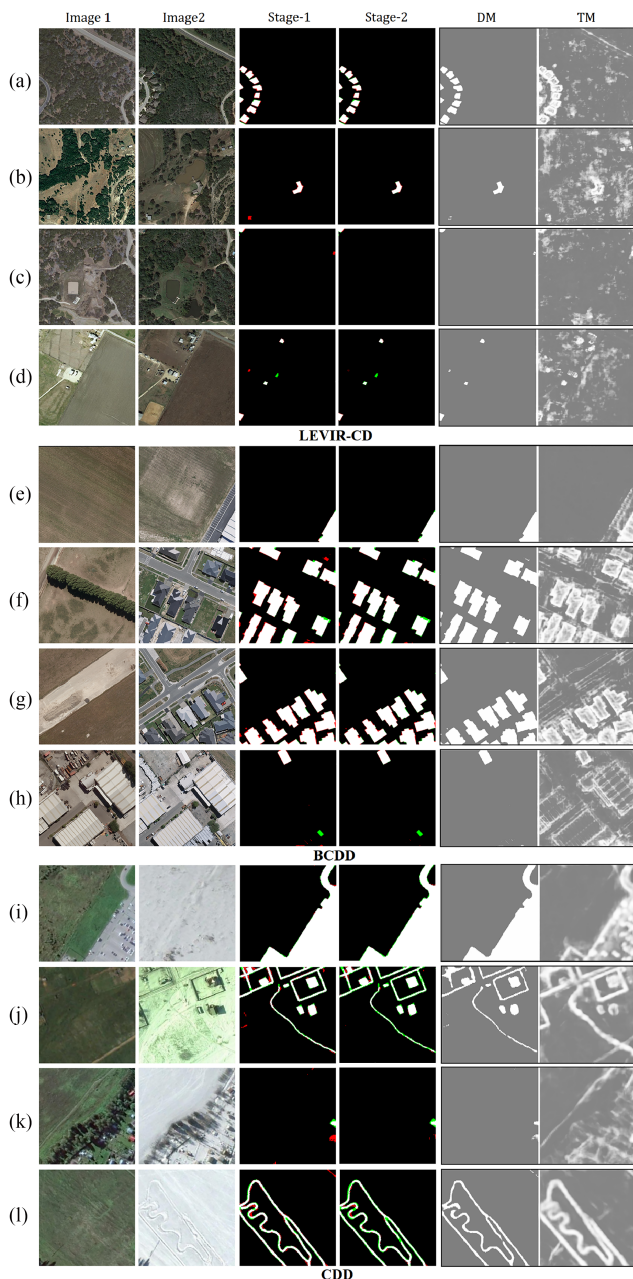 Image 1 Image2 Stage-1 Stage-2 DM TM
(a)
(b)
(c)
(d)
LEVIR-CD
(e)
(f)
(g)
(h)
BCDD
(i)
(j)
(k)
(l)
CDD